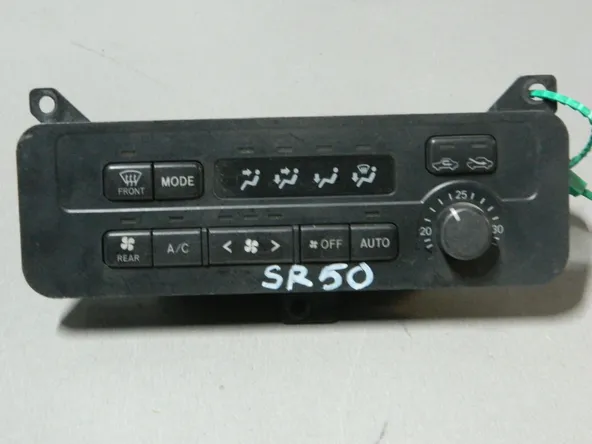 FRONT
MODE
20 25 30
REAR
A/C
< >
OFF
AUTO
SR50